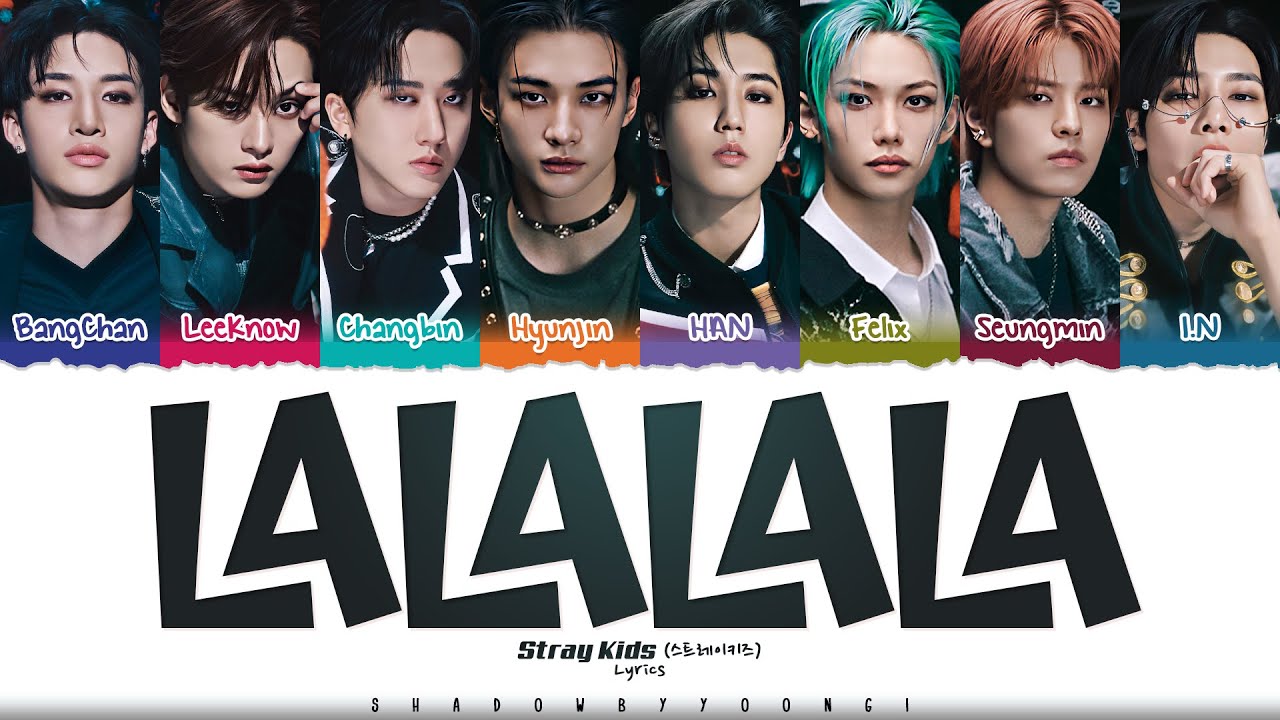 BangChan LeeKnow Changbin Hyunjin HAN Felix Seungmin I.N
LALALALA
Stray Kids (스트레이키즈)
Lyrics
SHADOWBYYOONGI